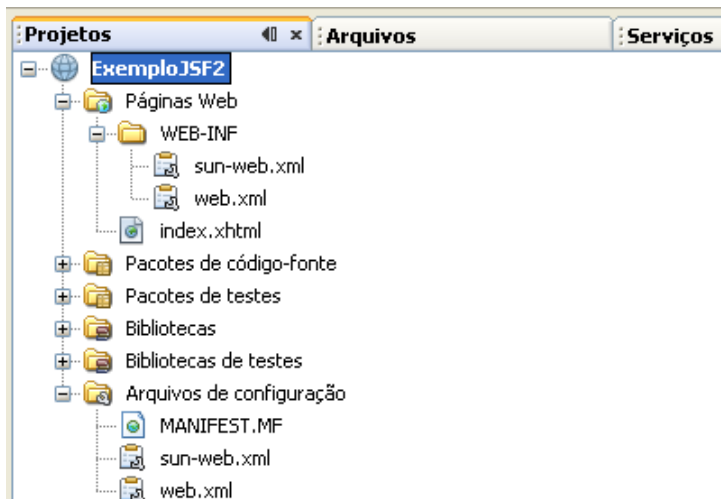 Projetos Arquivos Serviços
ExemploJSF2
Páginas Web
WEB-INF
sun-web.xml
web.xml
index.xhtml
Pacotes de código-fonte
Pacotes de testes
Bibliotecas
Bibliotecas de testes
Arquivos de configuração
MANIFEST.MF
sun-web.xml
web.xml